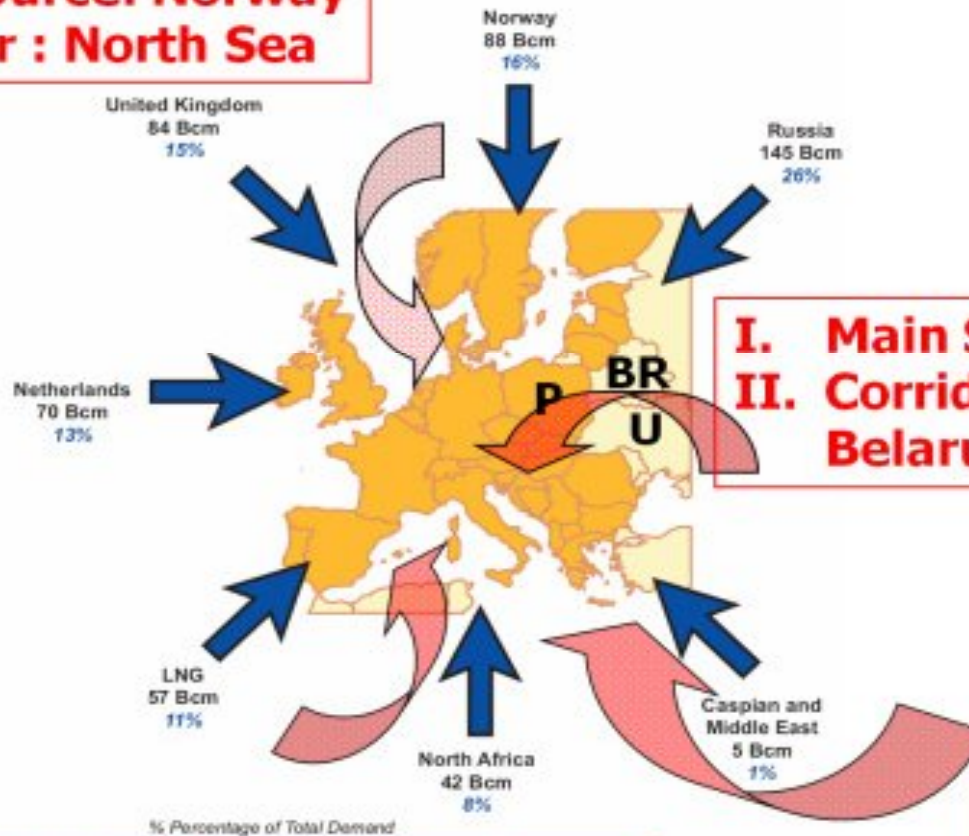 Norway
r : North Sea
Norway
88 Bcm
16%
United Kingdom
84 Bcm
15%
Russia
145 Bcm
26%
I. Main
II. Corrid
Belaru
BR
P
U
Netherlands
70 Bcm
13%
LNG
57 Bcm
11%
North Africa
42 Bcm
8%
Caspian and
Middle East
5 Bcm
1%
% Percentage of Total Demand